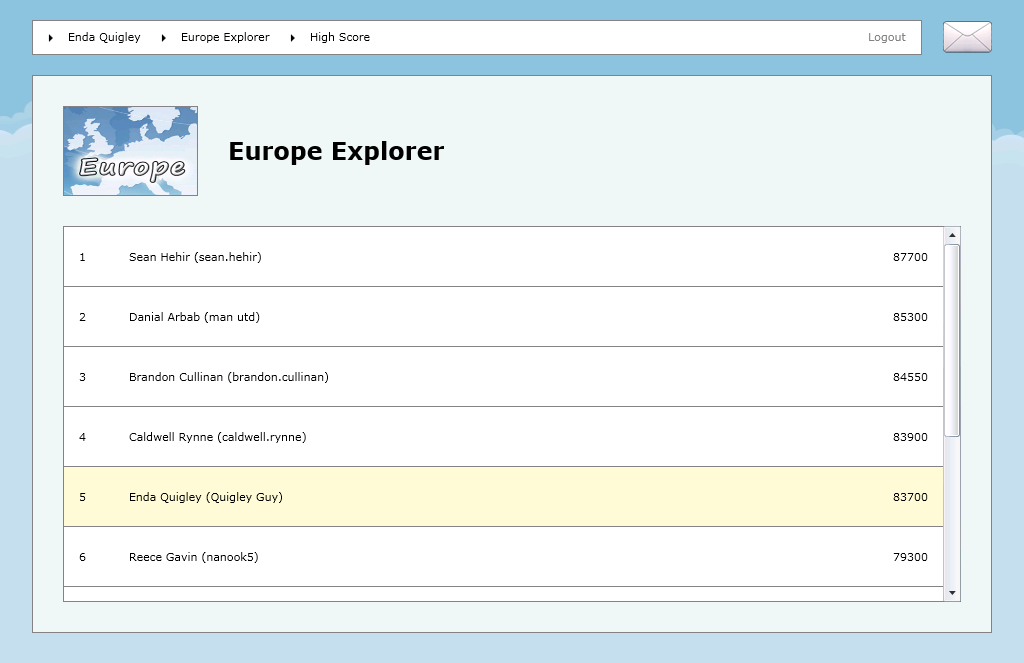 Enda Quigley Europe Explorer High Score Logout
Europe
Europe Explorer
1 Sean Hehir (sean.hehir) 87700
2 Danial Arbab (man utd) 85300
3 Brandon Cullinan (brandon.cullinan) 84550
4 Caldwell Rynne (caldwell.rynne) 83900
5 Enda Quigley (Quigley Guy) 83700
6 Reece Gavin (nanook5) 79300